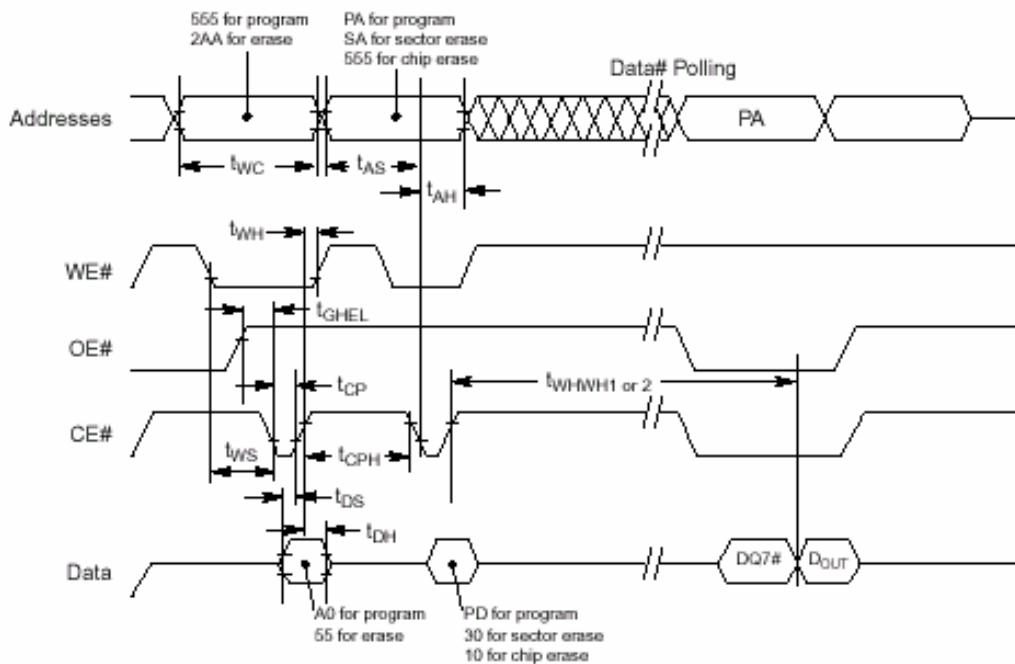 555 for program
2AA for erase
PA for program
SA for sector erase
555 for chip erase
Data# Polling
Addresses
PA
tWC
tAS
tAH
tWH
WE#
tGHEL
OE#
tCP
tWHWH1 or 2
CE#
tWS
tCPH
tDS
tDH
Data
DQ7#
DOUT
A0 for program
55 for erase
PD for program
30 for sector erase
10 for chip erase